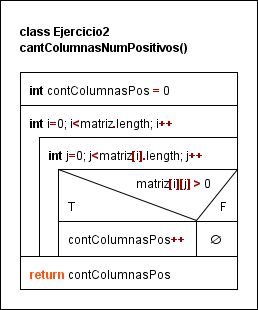 class Ejercicio2
cantColumnasNumPositivos()
int contColumnasPos = 0
int i=0; i<matriz.length; i++
int j=0; j<matriz[i].length; j++
matriz[i][j] > 0
T
F
contColumnasPos++
∅
return contColumnasPos